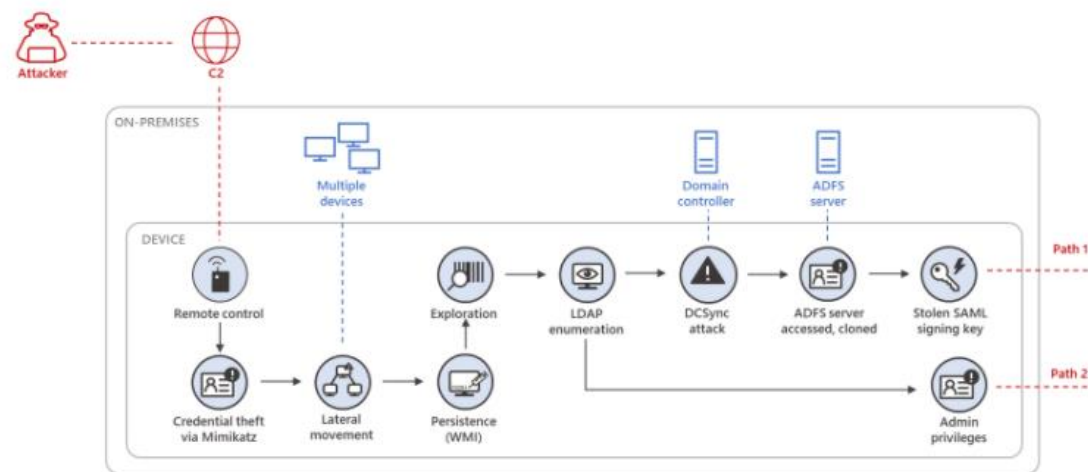 Attacker
C2
ON-PREMISES
Multiple
devices
Domain
controller
ADFS
server
DEVICE
Remote control
Exploration
LDAP
enumeration
DCSync
attack
ADFS server
accessed, cloned
Stolen SAML
signing key
Path 1
Credential theft
via Mimikatz
Lateral
movement
Persistence
(WMI)
Admin
privileges
Path 2